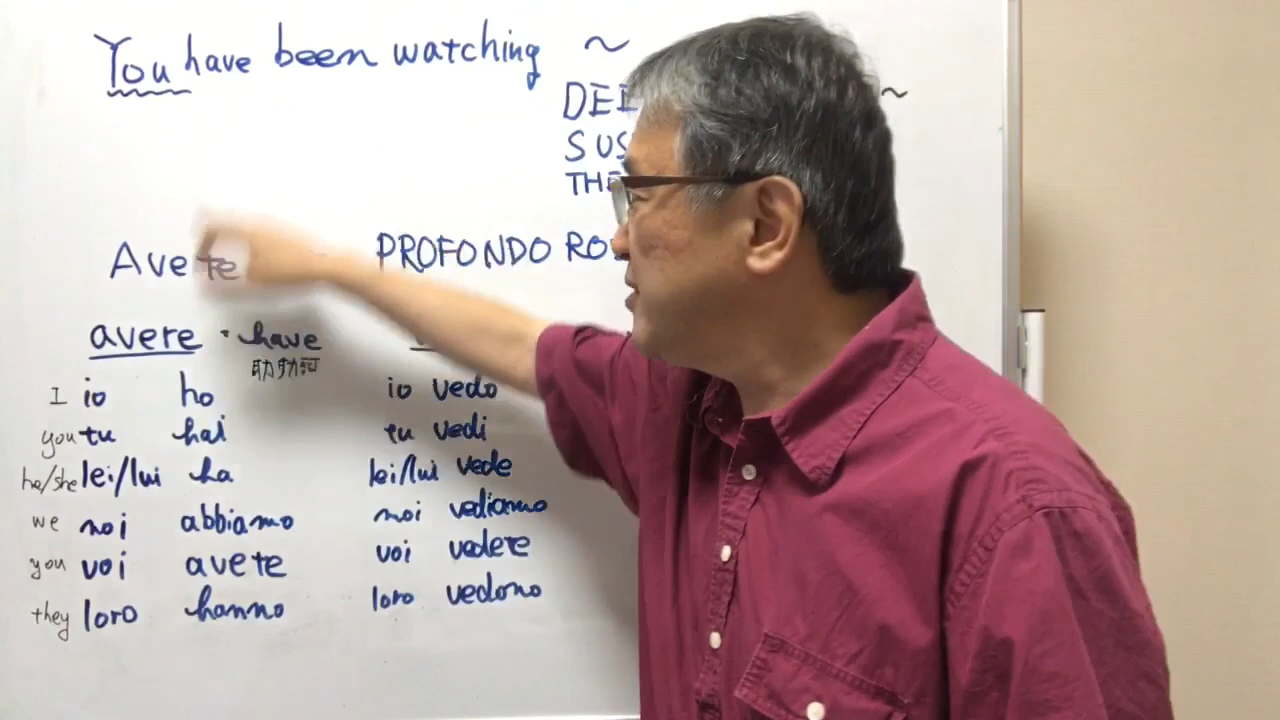 You have been watching ~
DEI ~
SUS
THE
Avete PROFONDO RO
avere ・have
助動詞
I io ho io vedo
you tu hai tu vedi
he/she lei/lui ha lei/lui vede
we noi abbiamo noi vediamo
you voi avete voi vedete
they loro hanno loro vedono